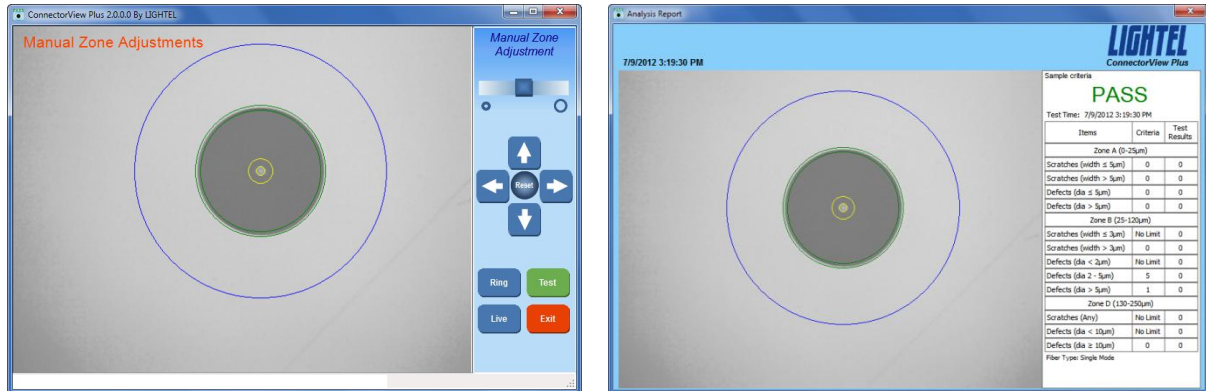 ConnectorView Plus 2.0.0.0 By LIGHTEL
Manual Zone Adjustments
Manual Zone
Adjustment
Reset
Ring Test
Live Exit
Analysis Report
LIGHTEL
7/9/2012 3:19:30 PM ConnectorView Plus
Sample criteria
PASS
Test Time: 7/9/2012 3:19:30 PM
Items Criteria Test Results
Zone A (0-25μm)
Scratches (width ≤ 5μm) 0 0
Scratches (width > 5μm) 0 0
Defects (dia ≤ 5μm) 0 0
Defects (dia > 5μm) 0 0
Zone B (25-120μm)
Scratches (width ≤ 3μm) No Limit 0
Scratches (width > 3μm) 0 0
Defects (dia < 2μm) No Limit 0
Defects (dia 2 - 5μm) 5 0
Defects (dia > 5μm) 1 0
Zone D (130-250μm)
Scratches (Any) No Limit 0
Defects (dia < 10μm) No Limit 0
Defects (dia ≥ 10μm) 0 0
Fiber Type: Single Mode